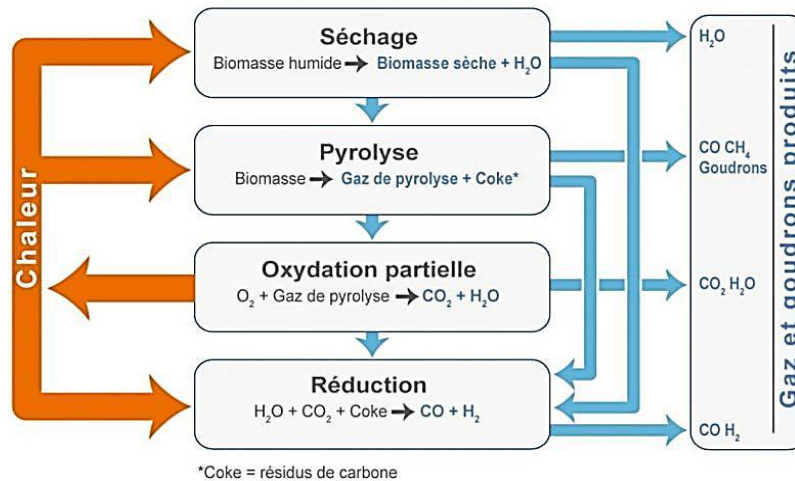 Séchage
Biomasse humide → Biomasse sèche + H₂O
Pyrolyse
Biomasse → Gaz de pyrolyse + Coke*
Oxydation partielle
O₂ + Gaz de pyrolyse → CO₂ + H₂O
Réduction
H₂O + CO₂ + Coke → CO + H₂
Chaleur
H₂O
CO CH₄
Goudrons
CO₂ H₂O
CO H₂
Gaz et goudrons produits
*Coke = résidus de carbone